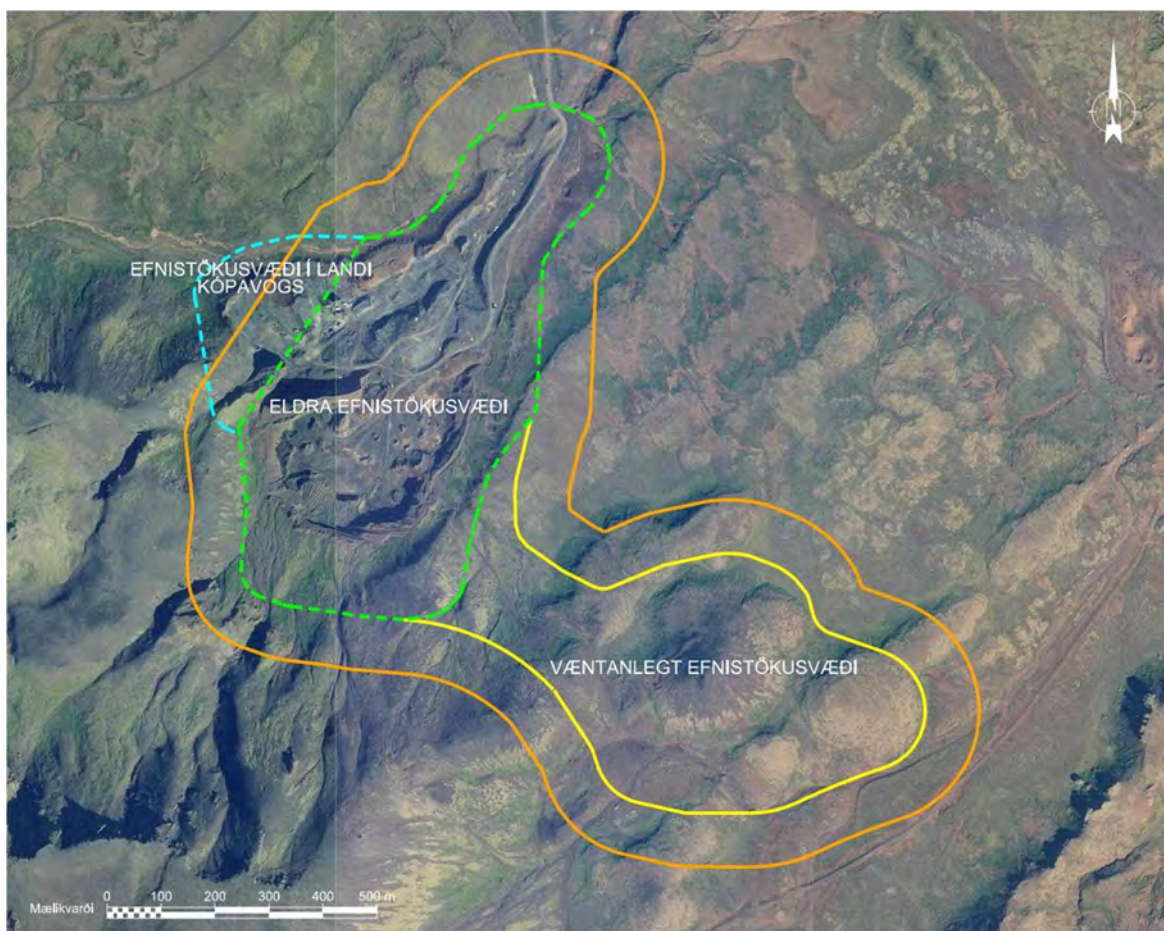 EFNISTÖKUSVÆÐI Í LANDI
KÓPAVOGS
ELDRA EFNISTÖKUSVÆÐI
VÆNTANLEGT EFNISTÖKUSVÆÐI
Mælikvarði 0 100 200 300 400 500 m